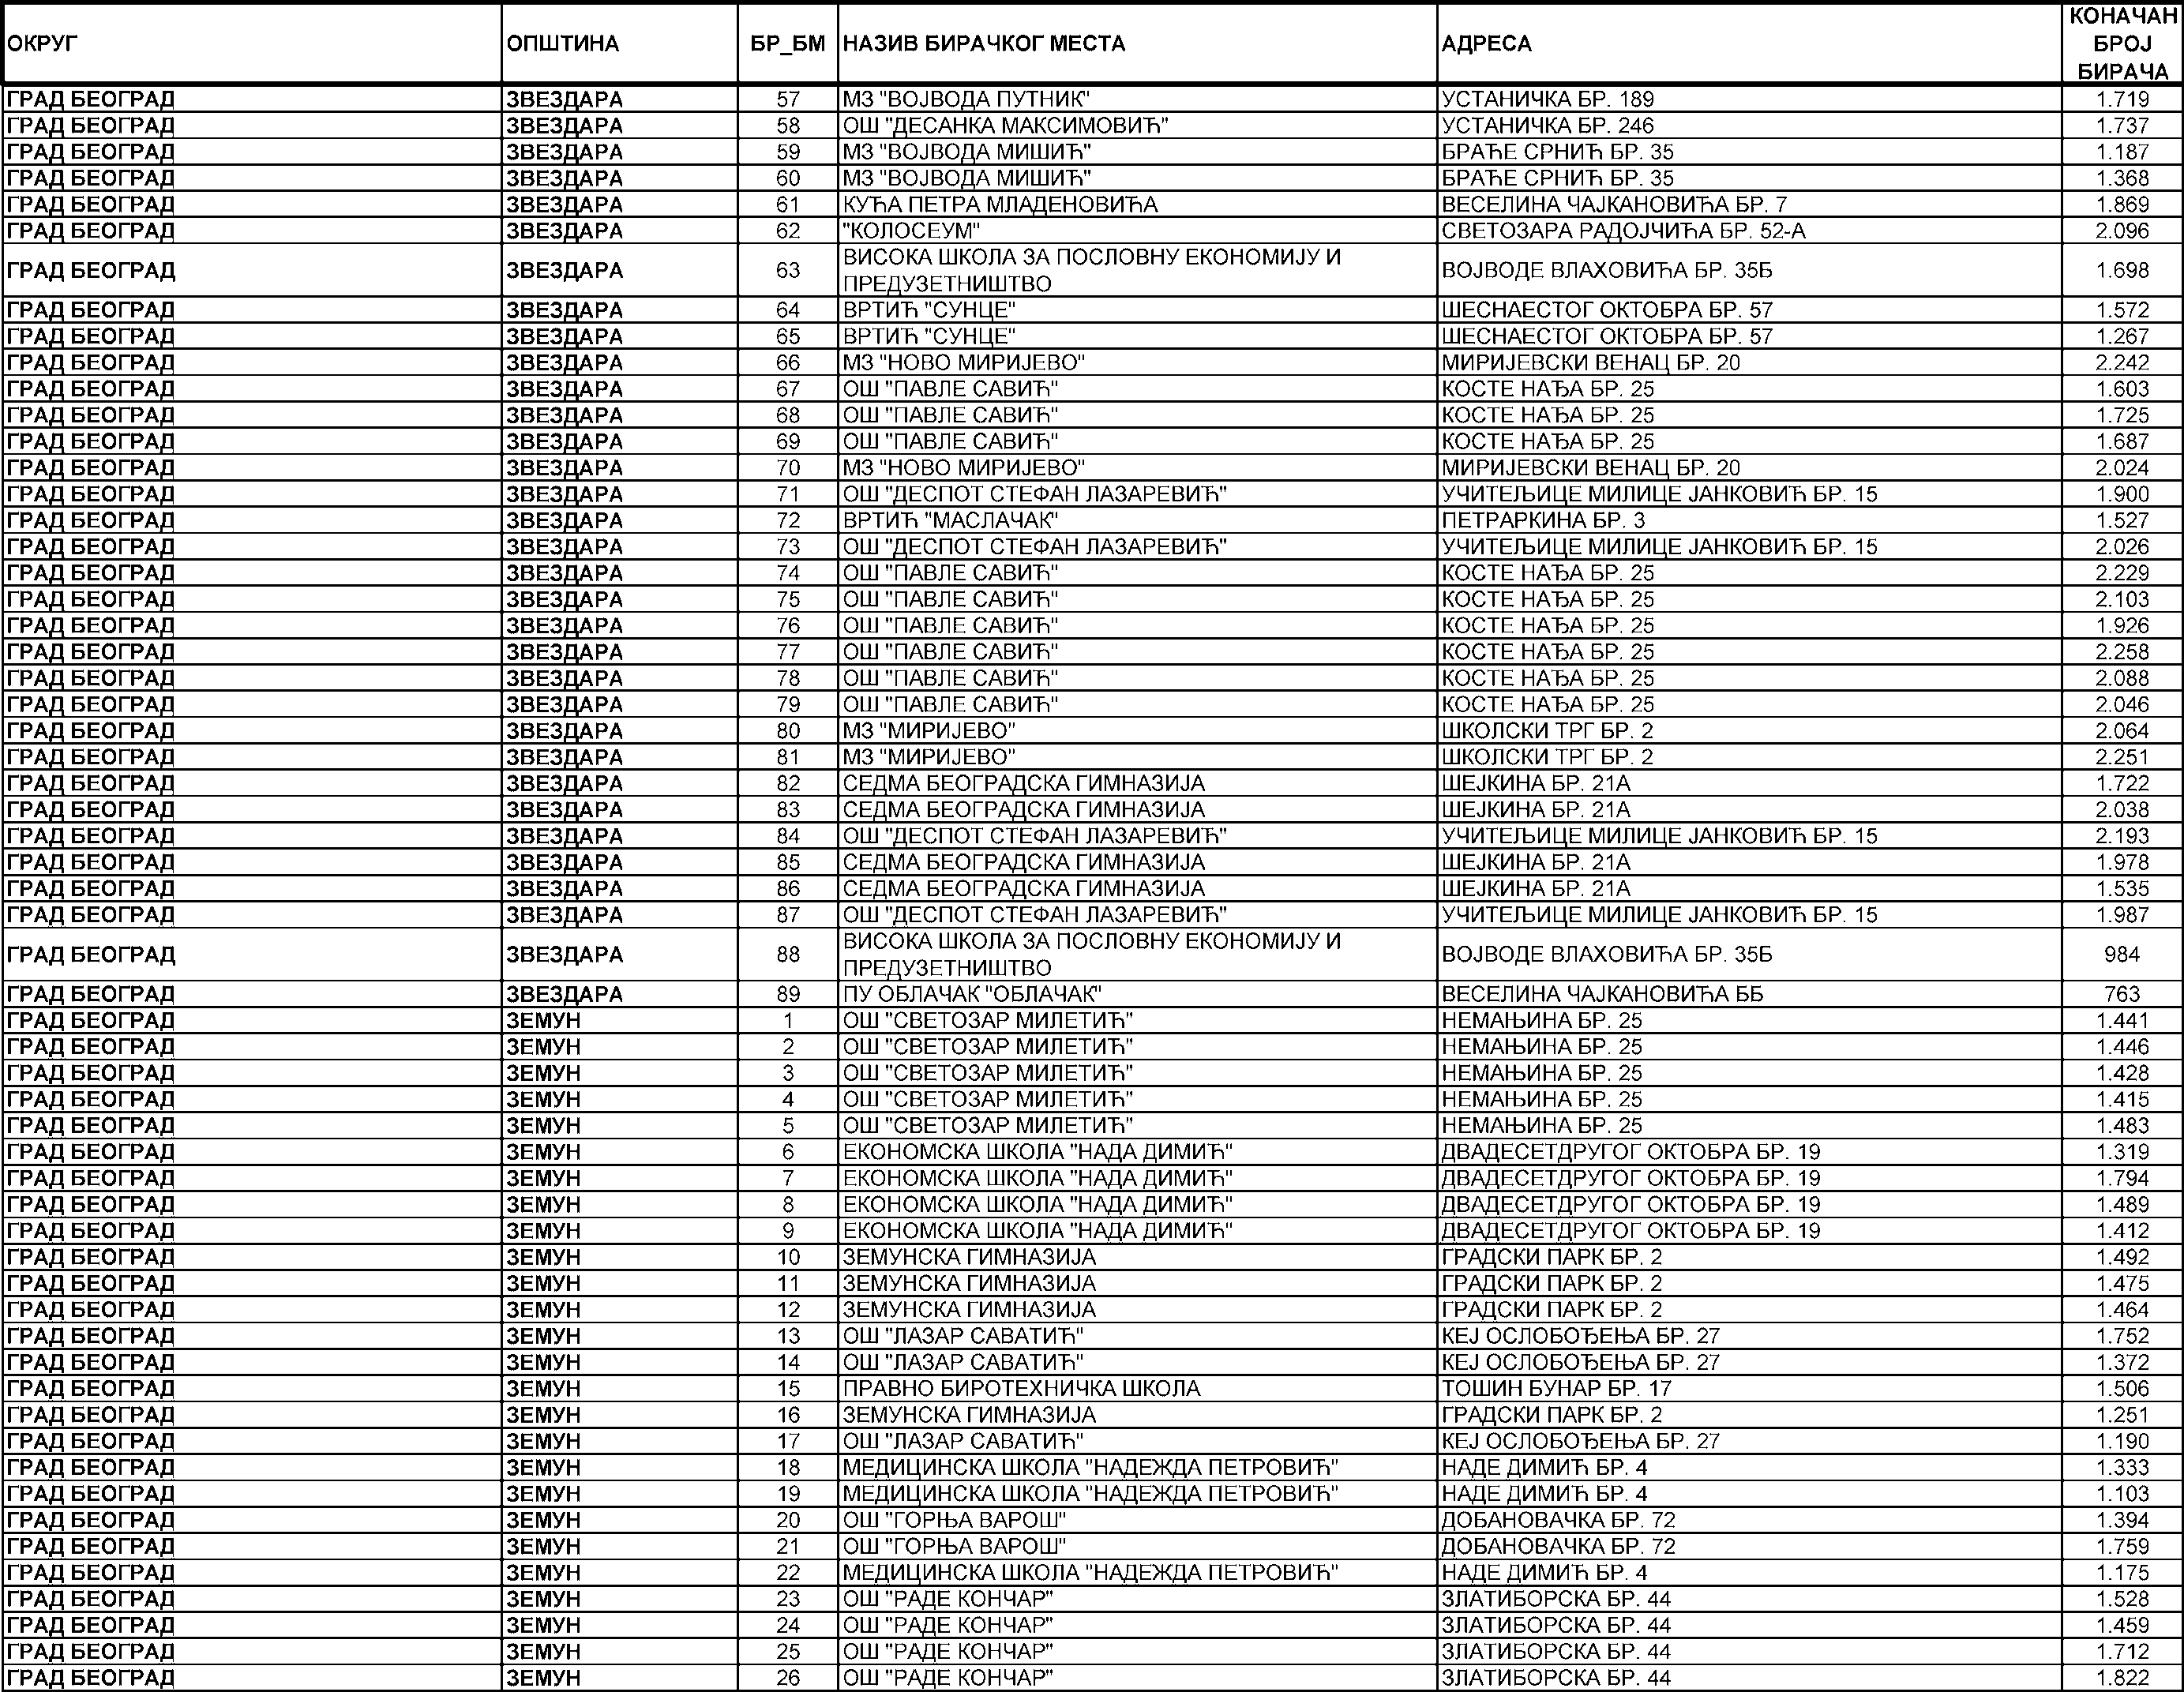 ОКРУГ ОПШТИНА БР_БМ НАЗИВ БИРАЧКОГ МЕСТА АДРЕСА КОНАЧАН БРОЈ БИРАЧА
ГРАД БЕОГРАД ЗВЕЗДАРА 57 МЗ "ВОЈВОДА ПУТНИК" УСТАНИЧКА БР. 189 1.719
ГРАД БЕОГРАД ЗВЕЗДАРА 58 ОШ "ДЕСАНКА МАКСИМОВИЋ" УСТАНИЧКА БР. 246 1.737
ГРАД БЕОГРАД ЗВЕЗДАРА 59 МЗ "ВОЈВОДА МИШИЋ" БРАЋЕ СРНИЋ БР. 35 1.187
ГРАД БЕОГРАД ЗВЕЗДАРА 60 МЗ "ВОЈВОДА МИШИЋ" БРАЋЕ СРНИЋ БР. 35 1.368
ГРАД БЕОГРАД ЗВЕЗДАРА 61 КУЋА ПЕТРА МЛАДЕНОВИЋА ВЕСЕЛИНА ЧАЈКАНОВИЋА БР. 7 1.869
ГРАД БЕОГРАД ЗВЕЗДАРА 62 "КОЛОСЕУМ" СВЕТОЗАРА РАДОЈЧИЋА БР. 52-А 2.096
ГРАД БЕОГРАД ЗВЕЗДАРА 63 ВИСОКА ШКОЛА ЗА ПОСЛОВНУ ЕКОНОМИЈУ И ПРЕДУЗЕТНИШТВО ВОЈВОДЕ ВЛАХОВИЋА БР. 35Б 1.698
ГРАД БЕОГРАД ЗВЕЗДАРА 64 ВРТИЋ "СУНЦЕ" ШЕСНАЕСТОГ ОКТОБРА БР. 57 1.572
ГРАД БЕОГРАД ЗВЕЗДАРА 65 ВРТИЋ "СУНЦЕ" ШЕСНАЕСТОГ ОКТОБРА БР. 57 1.267
ГРАД БЕОГРАД ЗВЕЗДАРА 66 МЗ "НОВО МИРИЈЕВО" МИРИЈЕВСКИ ВЕНАЦ БР. 20 2.242
ГРАД БЕОГРАД ЗВЕЗДАРА 67 ОШ "ПАВЛЕ САВИЋ" КОСТЕ НАЂА БР. 25 1.603
ГРАД БЕОГРАД ЗВЕЗДАРА 68 ОШ "ПАВЛЕ САВИЋ" КОСТЕ НАЂА БР. 25 1.725
ГРАД БЕОГРАД ЗВЕЗДАРА 69 ОШ "ПАВЛЕ САВИЋ" КОСТЕ НАЂА БР. 25 1.687
ГРАД БЕОГРАД ЗВЕЗДАРА 70 МЗ "НОВО МИРИЈЕВО" МИРИЈЕВСКИ ВЕНАЦ БР. 20 2.024
ГРАД БЕОГРАД ЗВЕЗДАРА 71 ОШ "ДЕСПОТ СТЕФАН ЛАЗАРЕВИЋ" УЧИТЕЉИЦЕ МИЛИЦЕ ЈАНКОВИЋ БР. 15 1.900
ГРАД БЕОГРАД ЗВЕЗДАРА 72 ВРТИЋ "МАСЛАЧАК" ПЕТРАРКИНА БР. 3 1.527
ГРАД БЕОГРАД ЗВЕЗДАРА 73 ОШ "ДЕСПОТ СТЕФАН ЛАЗАРЕВИЋ" УЧИТЕЉИЦЕ МИЛИЦЕ ЈАНКОВИЋ БР. 15 2.026
ГРАД БЕОГРАД ЗВЕЗДАРА 74 ОШ "ПАВЛЕ САВИЋ" КОСТЕ НАЂА БР. 25 2.229
ГРАД БЕОГРАД ЗВЕЗДАРА 75 ОШ "ПАВЛЕ САВИЋ" КОСТЕ НАЂА БР. 25 2.103
ГРАД БЕОГРАД ЗВЕЗДАРА 76 ОШ "ПАВЛЕ САВИЋ" КОСТЕ НАЂА БР. 25 1.926
ГРАД БЕОГРАД ЗВЕЗДАРА 77 ОШ "ПАВЛЕ САВИЋ" КОСТЕ НАЂА БР. 25 2.258
ГРАД БЕОГРАД ЗВЕЗДАРА 78 ОШ "ПАВЛЕ САВИЋ" КОСТЕ НАЂА БР. 25 2.088
ГРАД БЕОГРАД ЗВЕЗДАРА 79 ОШ "ПАВЛЕ САВИЋ" КОСТЕ НАЂА БР. 25 2.046
ГРАД БЕОГРАД ЗВЕЗДАРА 80 МЗ "МИРИЈЕВО" ШКОЛСКИ ТРГ БР. 2 2.064
ГРАД БЕОГРАД ЗВЕЗДАРА 81 МЗ "МИРИЈЕВО" ШКОЛСКИ ТРГ БР. 2 2.251
ГРАД БЕОГРАД ЗВЕЗДАРА 82 СЕДМА БЕОГРАДСКА ГИМНАЗИЈА ШЕЈКИНА БР. 21А 1.722
ГРАД БЕОГРАД ЗВЕЗДАРА 83 СЕДМА БЕОГРАДСКА ГИМНАЗИЈА ШЕЈКИНА БР. 21А 2.038
ГРАД БЕОГРАД ЗВЕЗДАРА 84 ОШ "ДЕСПОТ СТЕФАН ЛАЗАРЕВИЋ" УЧИТЕЉИЦЕ МИЛИЦЕ ЈАНКОВИЋ БР. 15 2.193
ГРАД БЕОГРАД ЗВЕЗДАРА 85 СЕДМА БЕОГРАДСКА ГИМНАЗИЈА ШЕЈКИНА БР. 21А 1.978
ГРАД БЕОГРАД ЗВЕЗДАРА 86 СЕДМА БЕОГРАДСКА ГИМНАЗИЈА ШЕЈКИНА БР. 21А 1.535
ГРАД БЕОГРАД ЗВЕЗДАРА 87 ОШ "ДЕСПОТ СТЕФАН ЛАЗАРЕВИЋ" УЧИТЕЉИЦЕ МИЛИЦЕ ЈАНКОВИЋ БР. 15 1.987
ГРАД БЕОГРАД ЗВЕЗДАРА 88 ВИСОКА ШКОЛА ЗА ПОСЛОВНУ ЕКОНОМИЈУ И ПРЕДУЗЕТНИШТВО ВОЈВОДЕ ВЛАХОВИЋА БР. 35Б 984
ГРАД БЕОГРАД ЗВЕЗДАРА 89 ПУ ОБЛАЧАК "ОБЛАЧАК" ВЕСЕЛИНА ЧАЈКАНОВИЋА ББ 763
ГРАД БЕОГРАД ЗЕМУН 1 ОШ "СВЕТОЗАР МИЛЕТИЋ" НЕМАЊИНА БР. 25 1.441
ГРАД БЕОГРАД ЗЕМУН 2 ОШ "СВЕТОЗАР МИЛЕТИЋ" НЕМАЊИНА БР. 25 1.446
ГРАД БЕОГРАД ЗЕМУН 3 ОШ "СВЕТОЗАР МИЛЕТИЋ" НЕМАЊИНА БР. 25 1.428
ГРАД БЕОГРАД ЗЕМУН 4 ОШ "СВЕТОЗАР МИЛЕТИЋ" НЕМАЊИНА БР. 25 1.415
ГРАД БЕОГРАД ЗЕМУН 5 ОШ "СВЕТОЗАР МИЛЕТИЋ" НЕМАЊИНА БР. 25 1.483
ГРАД БЕОГРАД ЗЕМУН 6 ЕКОНОМСКА ШКОЛА "НАДА ДИМИЋ" ДВАДЕСЕТДРУГОГ ОКТОБРА БР. 19 1.319
ГРАД БЕОГРАД ЗЕМУН 7 ЕКОНОМСКА ШКОЛА "НАДА ДИМИЋ" ДВАДЕСЕТДРУГОГ ОКТОБРА БР. 19 1.794
ГРАД БЕОГРАД ЗЕМУН 8 ЕКОНОМСКА ШКОЛА "НАДА ДИМИЋ" ДВАДЕСЕТДРУГОГ ОКТОБРА БР. 19 1.489
ГРАД БЕОГРАД ЗЕМУН 9 ЕКОНОМСКА ШКОЛА "НАДА ДИМИЋ" ДВАДЕСЕТДРУГОГ ОКТОБРА БР. 19 1.412
ГРАД БЕОГРАД ЗЕМУН 10 ЗЕМУНСКА ГИМНАЗИЈА ГРАДСКИ ПАРК БР. 2 1.492
ГРАД БЕОГРАД ЗЕМУН 11 ЗЕМУНСКА ГИМНАЗИЈА ГРАДСКИ ПАРК БР. 2 1.475
ГРАД БЕОГРАД ЗЕМУН 12 ЗЕМУНСКА ГИМНАЗИЈА ГРАДСКИ ПАРК БР. 2 1.464
ГРАД БЕОГРАД ЗЕМУН 13 ОШ "ЛАЗАР САВАТИЋ" КЕЈ ОСЛОБОЂЕЊА БР. 27 1.752
ГРАД БЕОГРАД ЗЕМУН 14 ОШ "ЛАЗАР САВАТИЋ" КЕЈ ОСЛОБОЂЕЊА БР. 27 1.372
ГРАД БЕОГРАД ЗЕМУН 15 ПРАВНО БИРОТЕХНИЧКА ШКОЛА ТОШИН БУНАР БР. 17 1.506
ГРАД БЕОГРАД ЗЕМУН 16 ЗЕМУНСКА ГИМНАЗИЈА ГРАДСКИ ПАРК БР. 2 1.251
ГРАД БЕОГРАД ЗЕМУН 17 ОШ "ЛАЗАР САВАТИЋ" КЕЈ ОСЛОБОЂЕЊА БР. 27 1.190
ГРАД БЕОГРАД ЗЕМУН 18 МЕДИЦИНСКА ШКОЛА "НАДЕЖДА ПЕТРОВИЋ" НАДЕ ДИМИЋ БР. 4 1.333
ГРАД БЕОГРАД ЗЕМУН 19 МЕДИЦИНСКА ШКОЛА "НАДЕЖДА ПЕТРОВИЋ" НАДЕ ДИМИЋ БР. 4 1.103
ГРАД БЕОГРАД ЗЕМУН 20 ОШ "ГОРЊА ВАРОШ" ДОБАНОВАЧКА БР. 72 1.394
ГРАД БЕОГРАД ЗЕМУН 21 ОШ "ГОРЊА ВАРОШ" ДОБАНОВАЧКА БР. 72 1.759
ГРАД БЕОГРАД ЗЕМУН 22 МЕДИЦИНСКА ШКОЛА "НАДЕЖДА ПЕТРОВИЋ" НАДЕ ДИМИЋ БР. 4 1.175
ГРАД БЕОГРАД ЗЕМУН 23 ОШ "РАДЕ КОНЧАР" ЗЛАТИБОРСКА БР. 44 1.528
ГРАД БЕОГРАД ЗЕМУН 24 ОШ "РАДЕ КОНЧАР" ЗЛАТИБОРСКА БР. 44 1.459
ГРАД БЕОГРАД ЗЕМУН 25 ОШ "РАДЕ КОНЧАР" ЗЛАТИБОРСКА БР. 44 1.712
ГРАД БЕОГРАД ЗЕМУН 26 ОШ "РАДЕ КОНЧАР" ЗЛАТИБОРСКА БР. 44 1.822